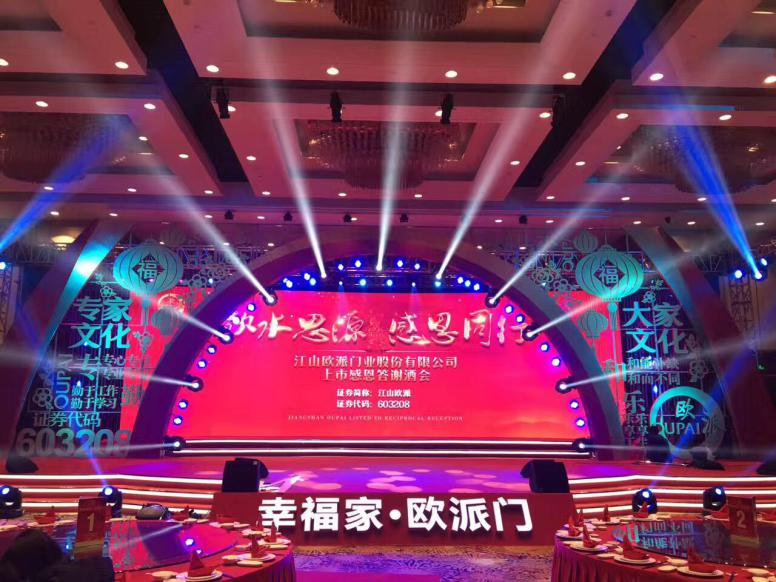 饮水思源 感恩同行
江山欧派门业股份有限公司
上市感恩答谢酒会
证券简称：江山欧派
证券代码：603208
JIANGSHAN OUPAI LISTED ED RECIPROCAL RECEPTION
福
专家
文化
专心
勤于工作
勤于学习
OUPAI
证券代码
603208
福
大家
文化
和而不同
乐
欧派
OUPAI
幸福家·欧派门
1
2